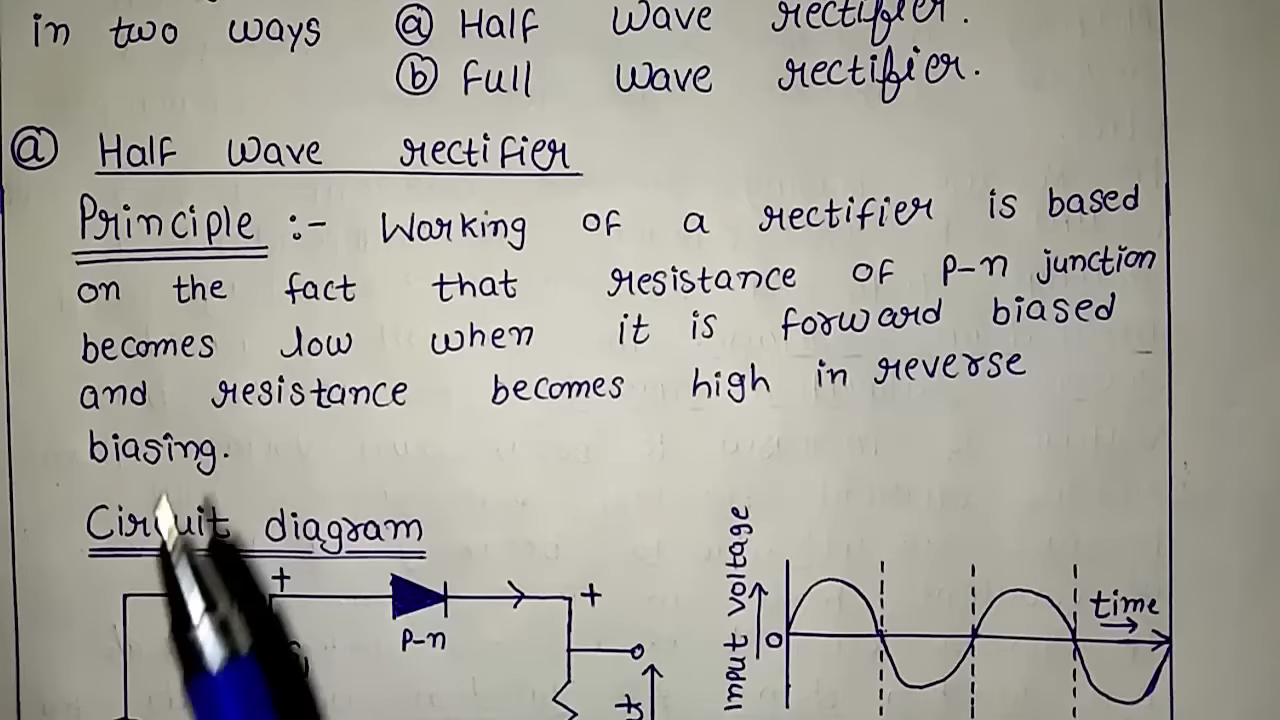 in two ways ⓐ Half wave rectifier.
ⓑ Full wave rectifier.
ⓐ Half wave rectifier
Principle :- Working of a rectifier is based
on the fact that resistance of p-n junction
becomes low when it is forward biased
and resistance becomes high in reverse
biasing.
Circuit diagram
+
+
p-n
Input voltage
0
time